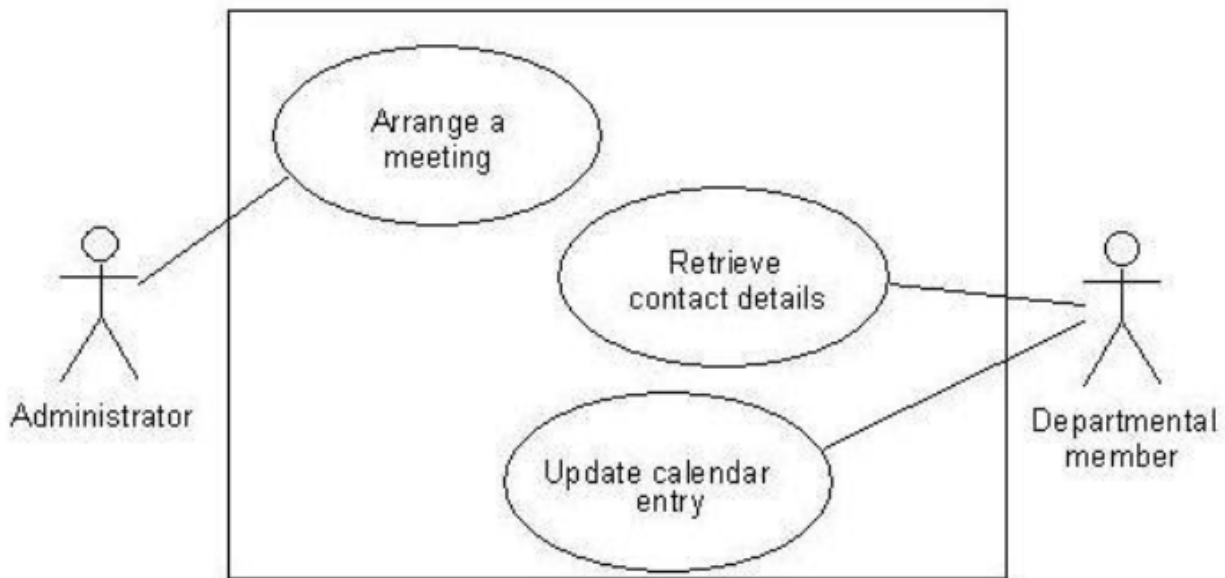 Arrange a
meeting
Retrieve
contact details
Administrator
Departmental
member
Update calendar
entry